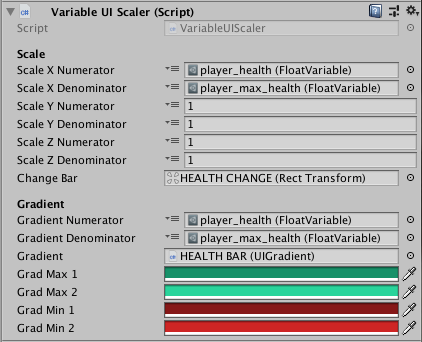 Variable UI Scaler (Script)
Script VariableUIScaler
Scale
Scale X Numerator player_health (FloatVariable)
Scale X Denominator player_max_health (FloatVariable)
Scale Y Numerator 1
Scale Y Denominator 1
Scale Z Numerator 1
Scale Z Denominator 1
Change Bar HEALTH CHANGE (Rect Transform)
Gradient
Gradient Numerator player_health (FloatVariable)
Gradient Denominator player_max_health (FloatVariable)
Gradient HEALTH BAR (UIGradient)
Grad Max 1
Grad Max 2
Grad Min 1
Grad Min 2